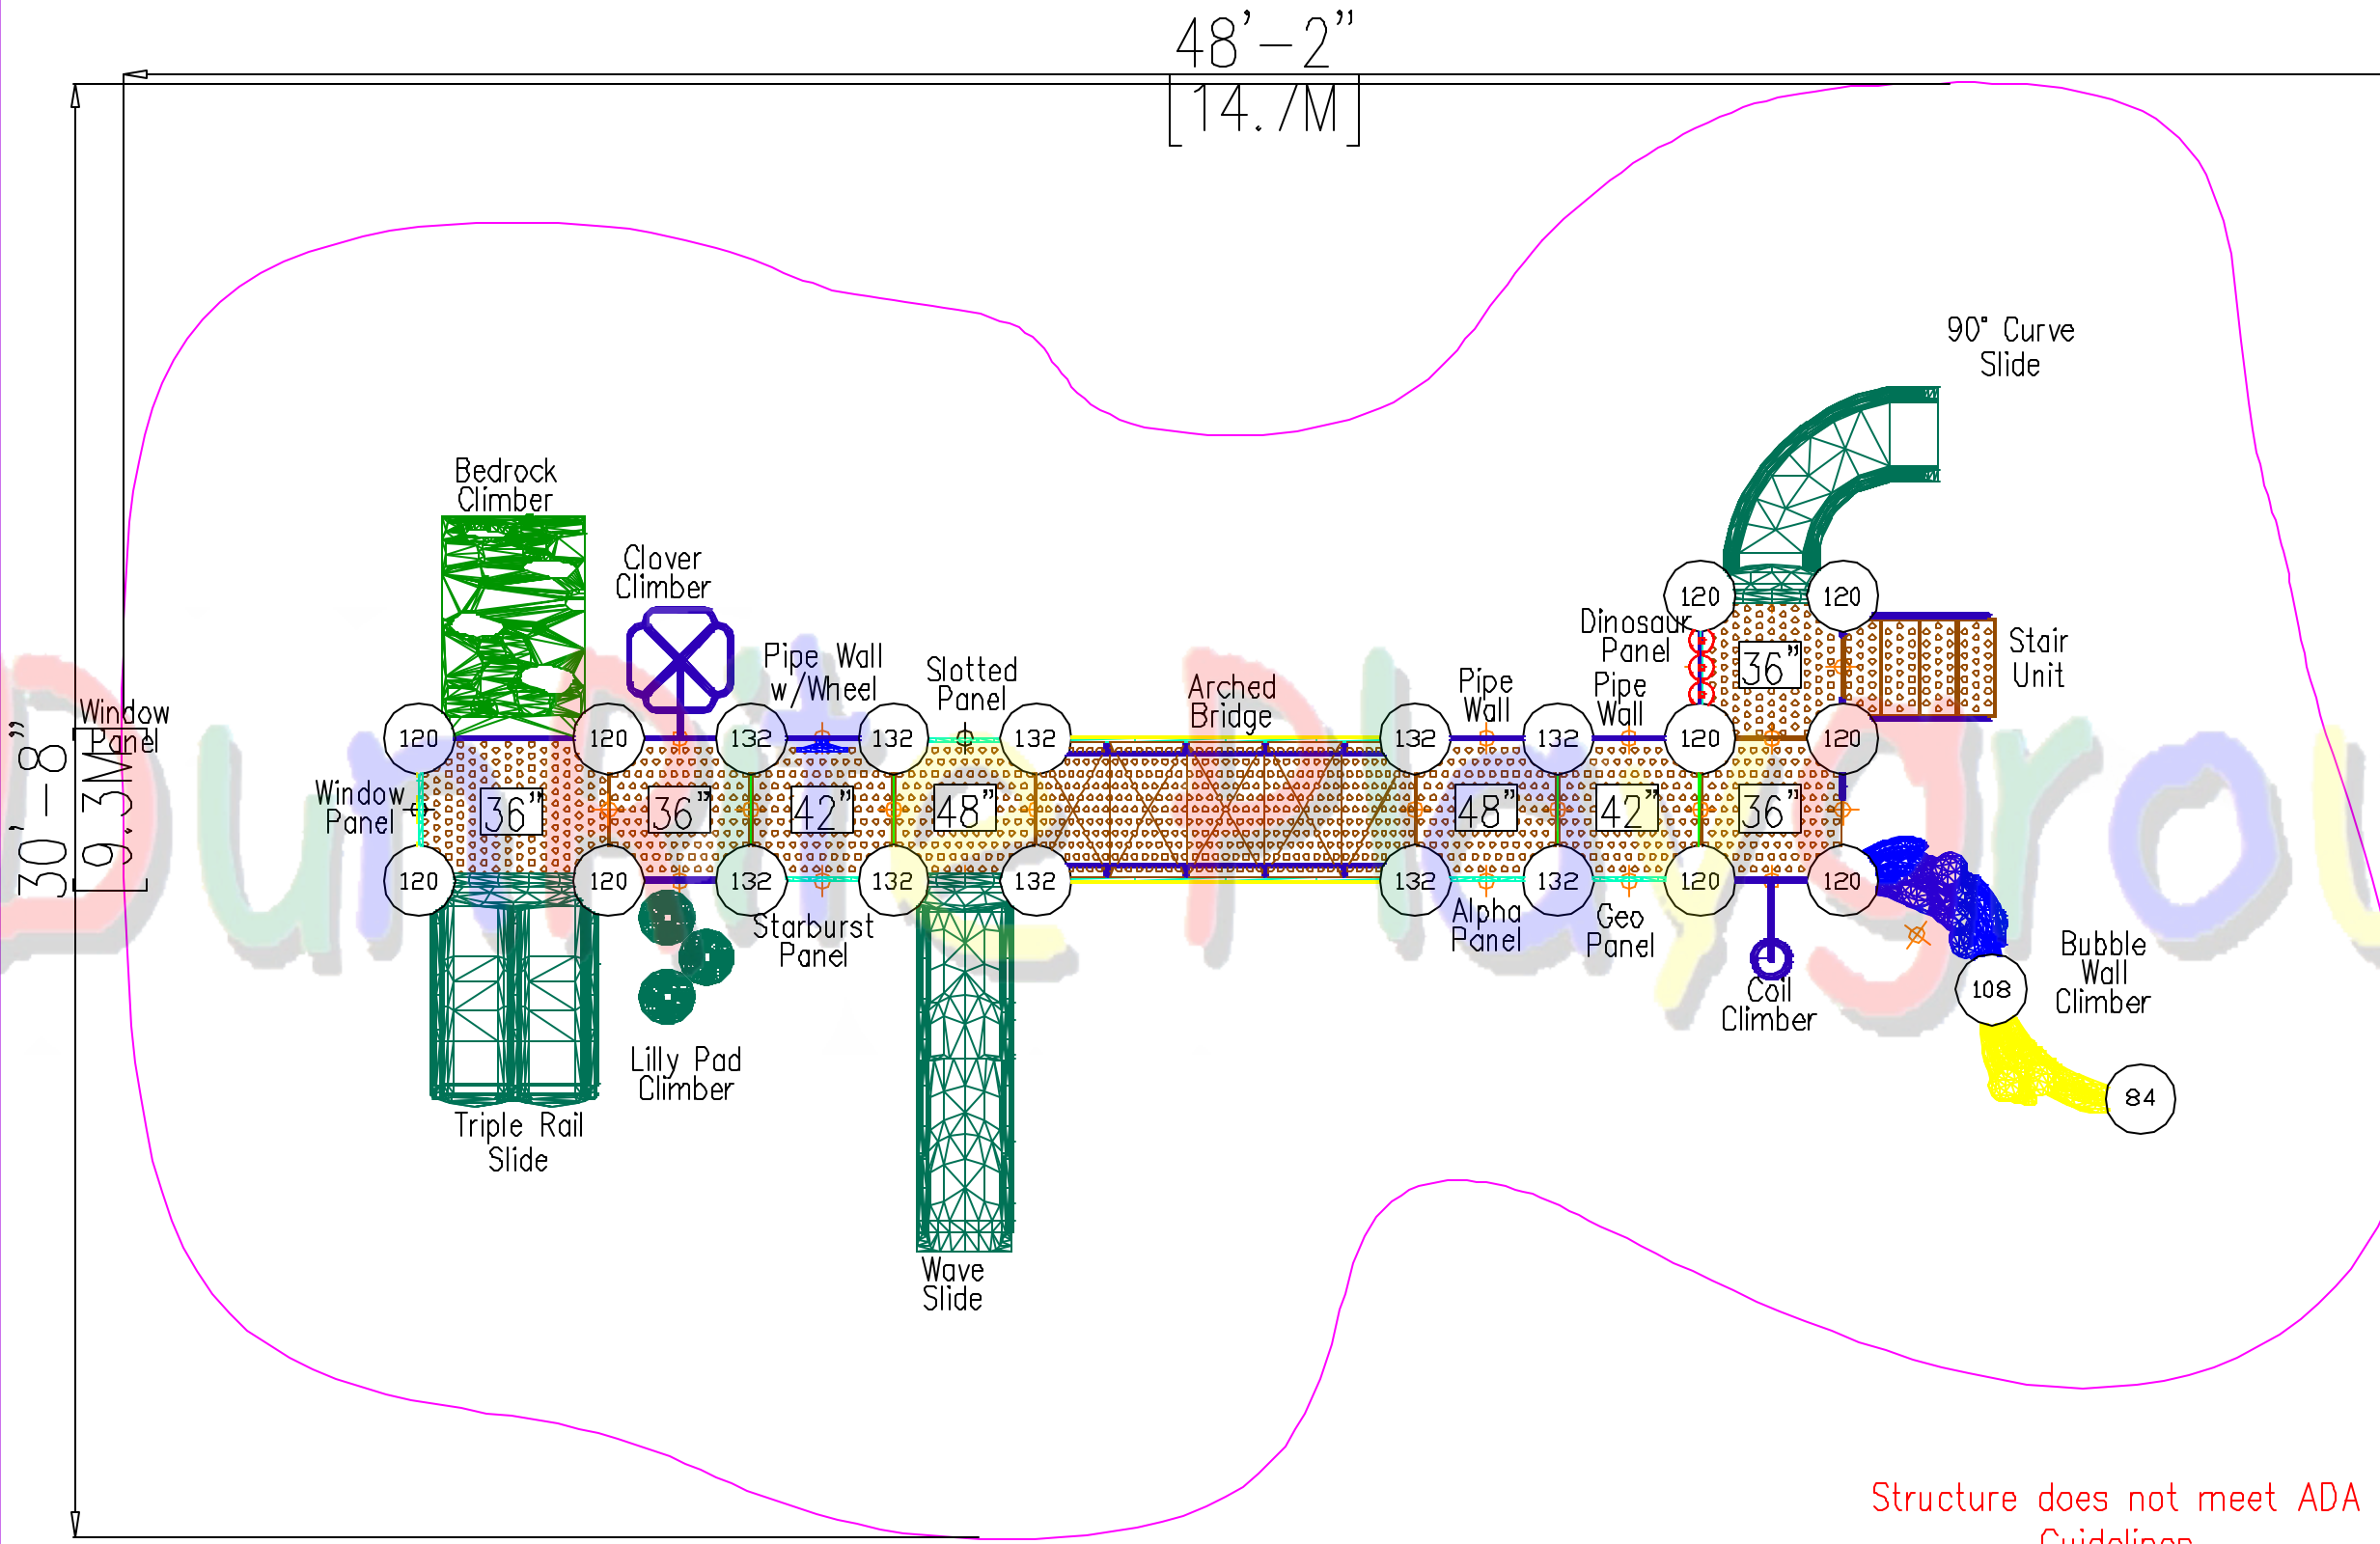 48'-2"
[14.7M]
30'-8"
[9.3M]
90° Curve
Slide
Bedrock
Climber
Clover
Climber
Pipe Wall
w/Wheel
Slotted
Panel
Arched
Bridge
Pipe
Wall
Pipe
Wall
Dinosaur
Panel
Stair
Unit
Window
Panel
Window
Panel
120
120
36"
120
120
132
132
132
132
132
120
120
36"
36"
42"
48"
48"
42"
36"
120
120
132
132
132
132
132
120
120
Starburst
Panel
Alpha
Panel
Geo
Panel
Coil
Climber
108
Bubble
Wall
Climber
84
Lilly Pad
Climber
Triple Rail
Slide
Wave
Slide
Structure does not meet ADA
DunRite Playgrou